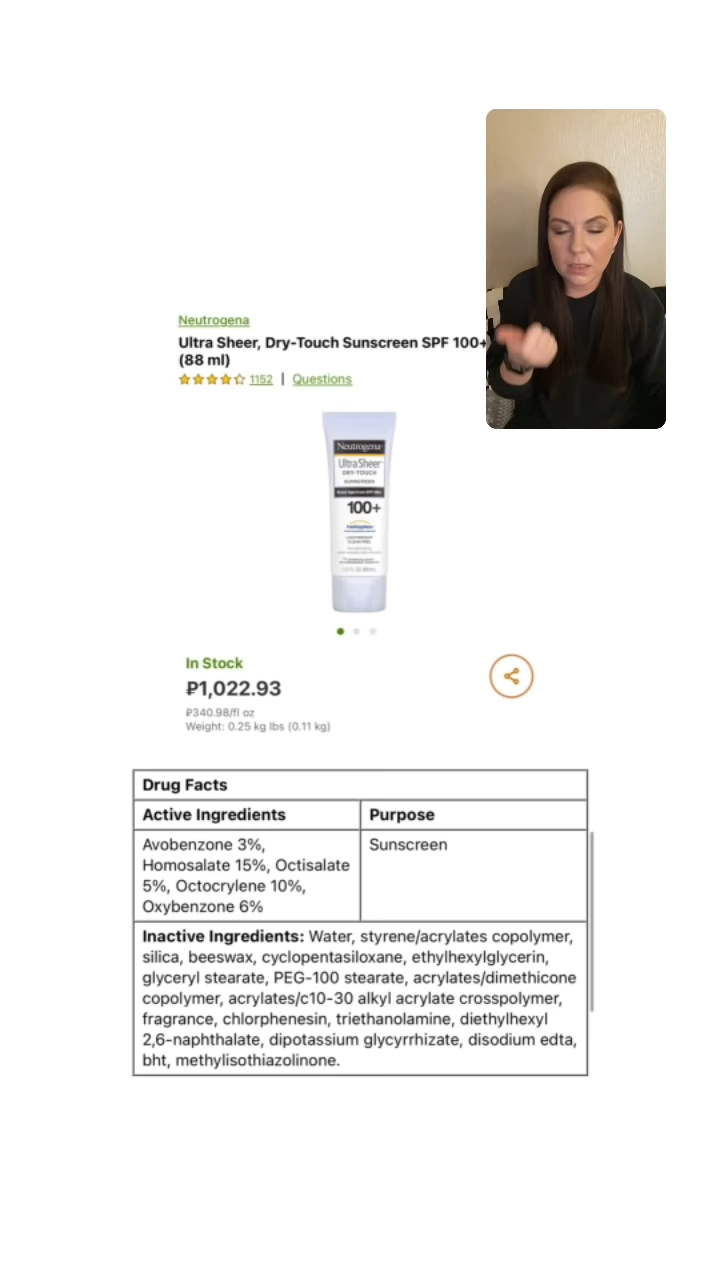 Neutrogena
Ultra Sheer, Dry-Touch Sunscreen SPF 100+
(88 ml)
1152 | Questions
Neutrogena
Ultra Sheer
DRY-TOUCH
SUNSCREEN
100+
In Stock
₽1,022.93
₽340.98/fl oz
Weight: 0.25 kg lbs (0.11 kg)
Drug Facts
Active Ingredients
Purpose
Avobenzone 3%,
Homosalate 15%, Octisalate
5%, Octocrylene 10%,
Oxybenzone 6%
Sunscreen
Inactive Ingredients: Water, styrene/acrylates copolymer,
silica, beeswax, cyclopentasiloxane, ethylhexylglycerin,
glyceryl stearate, PEG-100 stearate, acrylates/dimethicone
copolymer, acrylates/c10-30 alkyl acrylate crosspolymer,
fragrance, chlorphenesin, triethanolamine, diethylhexyl
2,6-naphthalate, dipotassium glycyrrhizate, disodium edta,
bht, methylisothiazolinone.